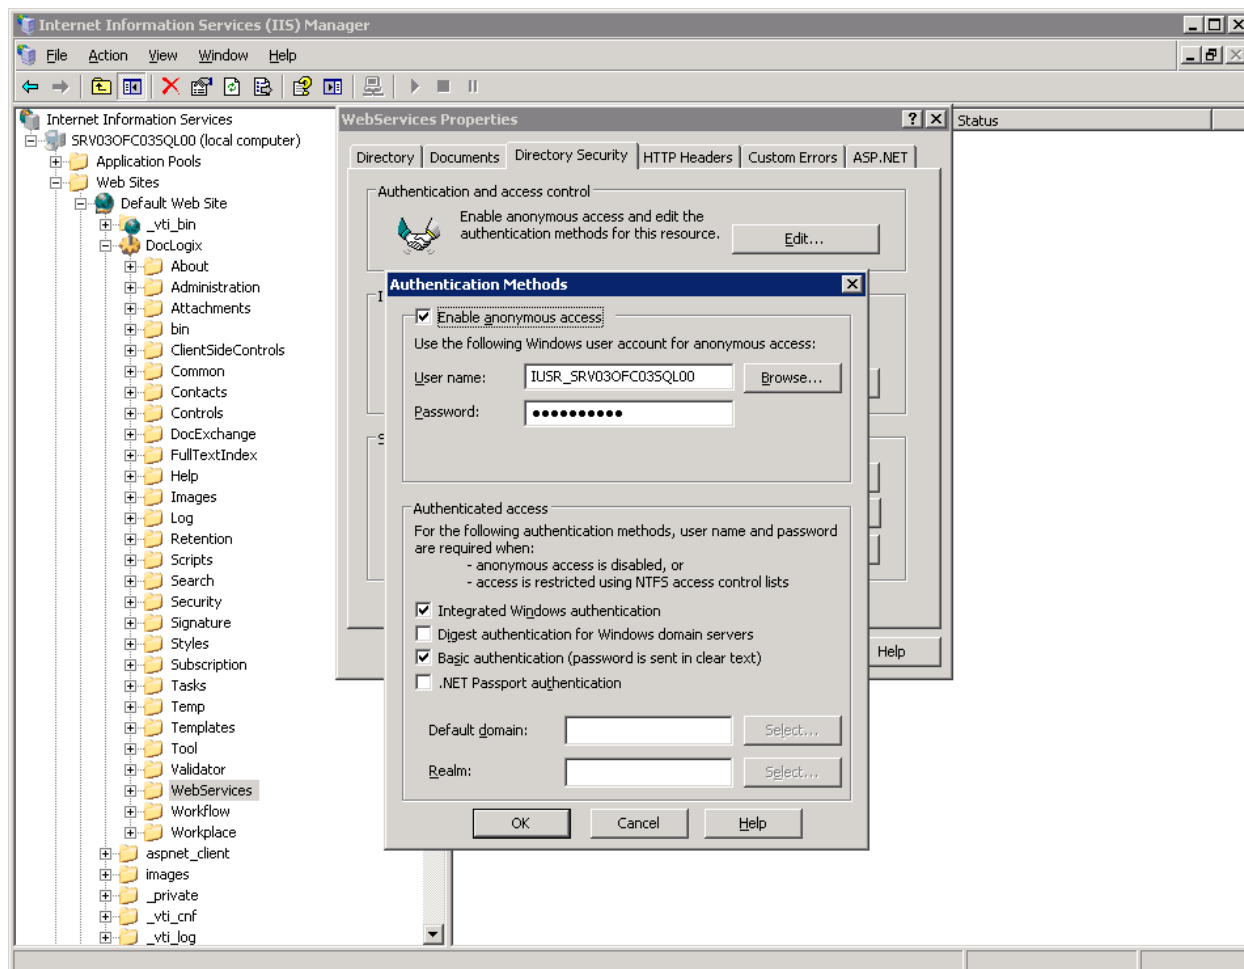 Internet Information Services (IIS) Manager
File Action View Window Help
Internet Information Services
SRV03OFC03SQL00 (local computer)
Application Pools
Web Sites
Default Web Site
_vti_bin
DocLogix
About
Administration
Attachments
bin
ClientSideControls
Common
Contacts
Controls
DocExchange
FullTextIndex
Help
Images
Log
Retention
Scripts
Search
Security
Signature
Styles
Subscription
Tasks
Temp
Templates
Tool
Validator
WebServices
Workflow
Workplace
aspnet_client
images
_private
_vti_cnf
_vti_log
Status
WebServices Properties
Directory Documents Directory Security HTTP Headers Custom Errors ASP.NET
Authentication and access control
Enable anonymous access and edit the
authentication methods for this resource.
Edit...
Help
Authentication Methods
Enable anonymous access
Use the following Windows user account for anonymous access:
User name: IUSR_SRV03OFC03SQL00 Browse...
Password: ●●●●●●●●●●
Authenticated access
For the following authentication methods, user name and password
are required when:
- anonymous access is disabled, or
- access is restricted using NTFS access control lists
Integrated Windows authentication
Digest authentication for Windows domain servers
Basic authentication (password is sent in clear text)
.NET Passport authentication
Default domain: Select...
Realm: Select...
OK Cancel Help